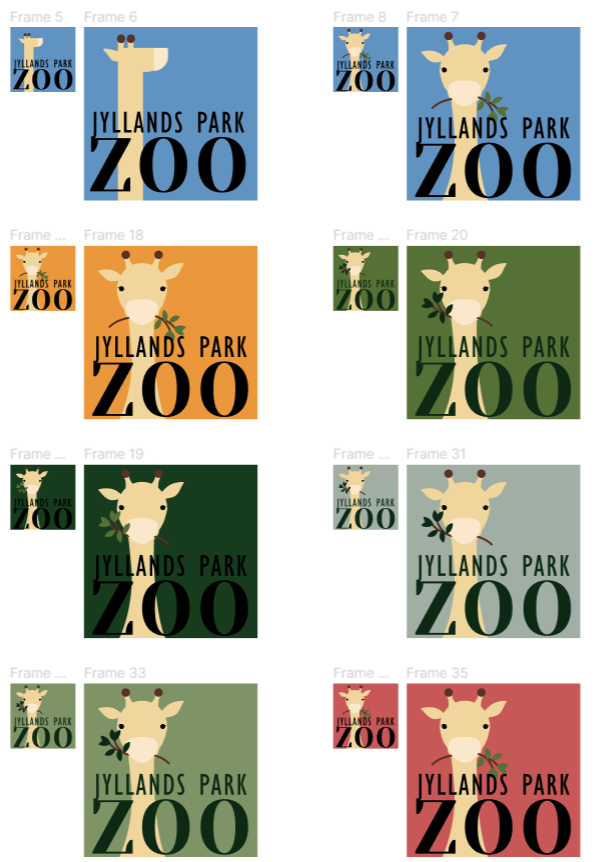 Frame 5 Frame 6
JYLLANDS PARK
ZOO
JYLLANDS PARK
ZOO
Frame 8 Frame 7
JYLLANDS PARK
ZOO
JYLLANDS PARK
ZOO
Frame ... Frame 18
JYLLANDS PARK
ZOO
JYLLANDS PARK
ZOO
Frame ... Frame 20
JYLLANDS PARK
ZOO
JYLLANDS PARK
ZOO
Frame ... Frame 19
JYLLANDS PARK
ZOO
JYLLANDS PARK
ZOO
Frame ... Frame 31
JYLLANDS PARK
ZOO
JYLLANDS PARK
ZOO
Frame ... Frame 33
JYLLANDS PARK
ZOO
JYLLANDS PARK
ZOO
Frame ... Frame 35
JYLLANDS PARK
ZOO
JYLLANDS PARK
ZOO